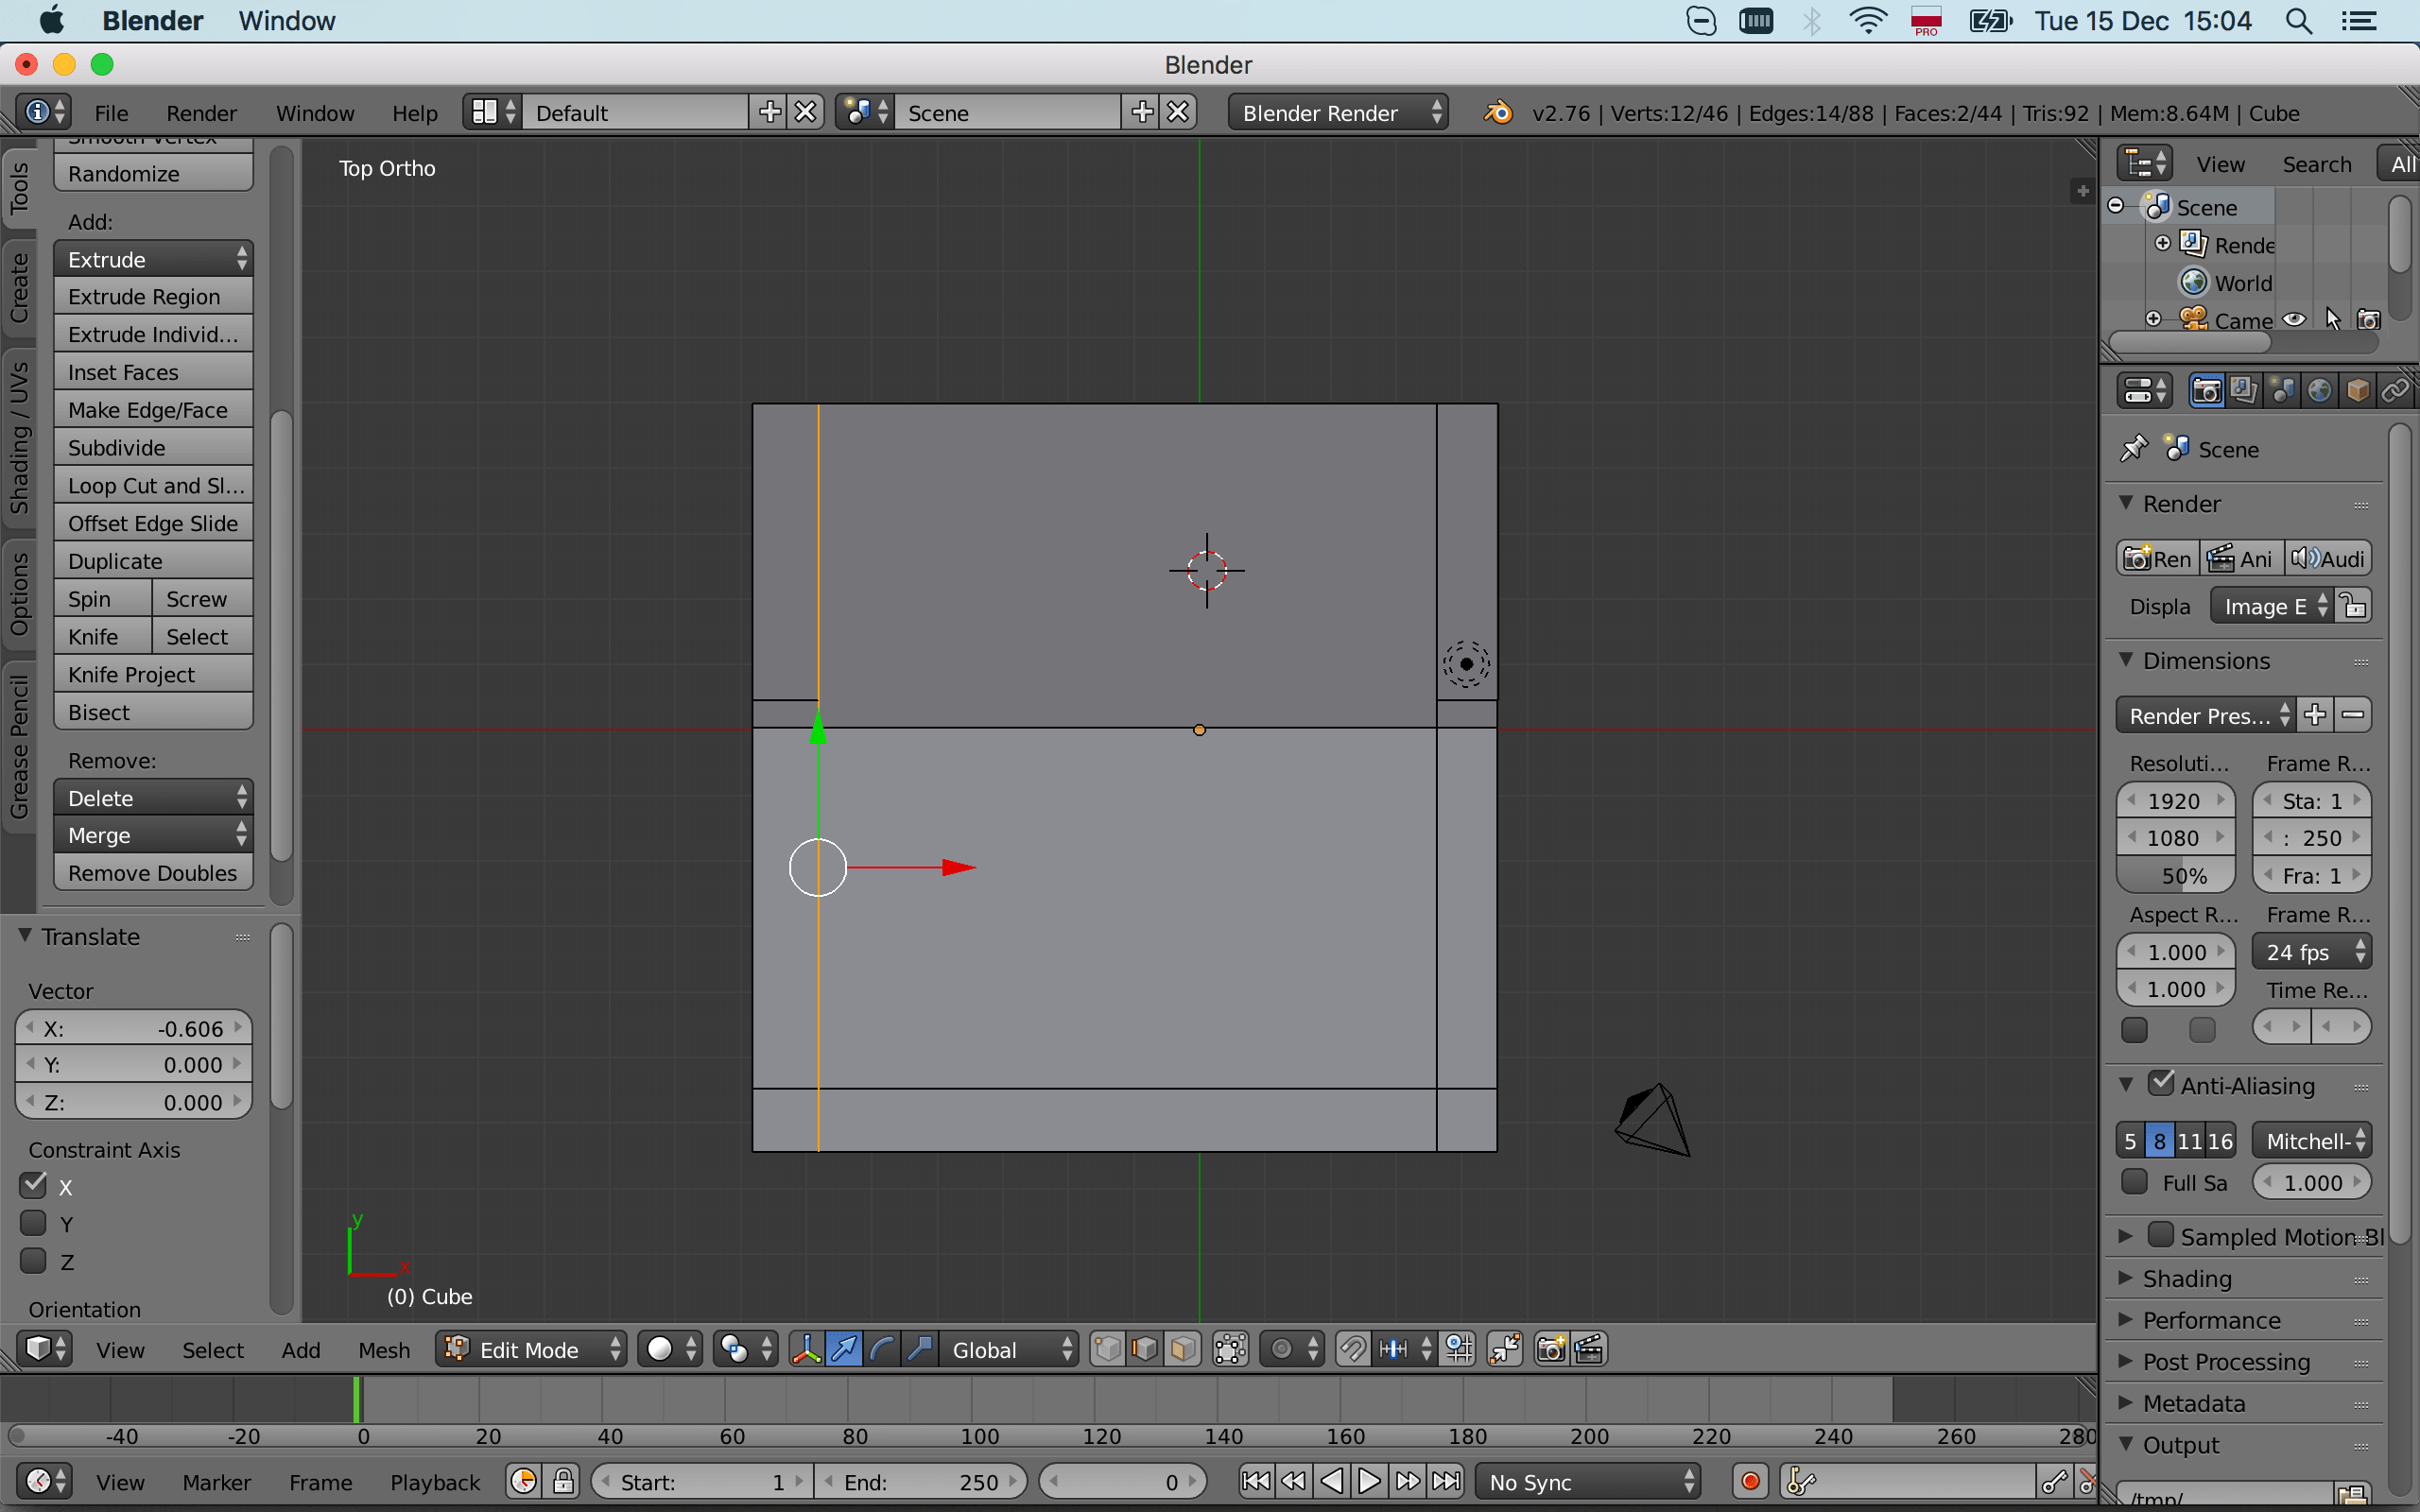 Blender Window PRO Tue 15 Dec 15:04
Blender
File Render Window Help Default Scene Blender Render v2.76 | Verts:12/46 | Edges:14/88 | Faces:2/44 | Tris:92 | Mem:8.64M | Cube
Tools
Create
Shading / UVs
Options
Grease Pencil
Smooth Vertex
Randomize
Add:
Extrude
Extrude Region
Extrude Individ...
Inset Faces
Make Edge/Face
Subdivide
Loop Cut and Sl...
Offset Edge Slide
Duplicate
Spin Screw
Knife Select
Knife Project
Bisect
Remove:
Delete
Merge
Remove Doubles
Translate
Vector
X: -0.606
Y: 0.000
Z: 0.000
Constraint Axis
X
Y
Z
Orientation
Top Ortho
y
x
(0) Cube
View Search All
Scene
Rende
World
Came
Scene
Render
Ren Ani Audi
Displa Image E
Dimensions
Render Pres...
Resoluti... Frame R...
1920 Sta: 1
1080 : 250
50% Fra: 1
Aspect R... Frame R...
1.000 24 fps
1.000 Time Re...
Anti-Aliasing
5 8 11 16 Mitchell-
Full Sa 1.000
Sampled Motion Bl
Shading
Performance
Post Processing
Metadata
Output
/tmp/
View Select Add Mesh Edit Mode Global
-40 -20 0 20 40 60 80 100 120 140 160 180 200 220 240 260 280
View Marker Frame Playback Start: 1 End: 250 0 No Sync